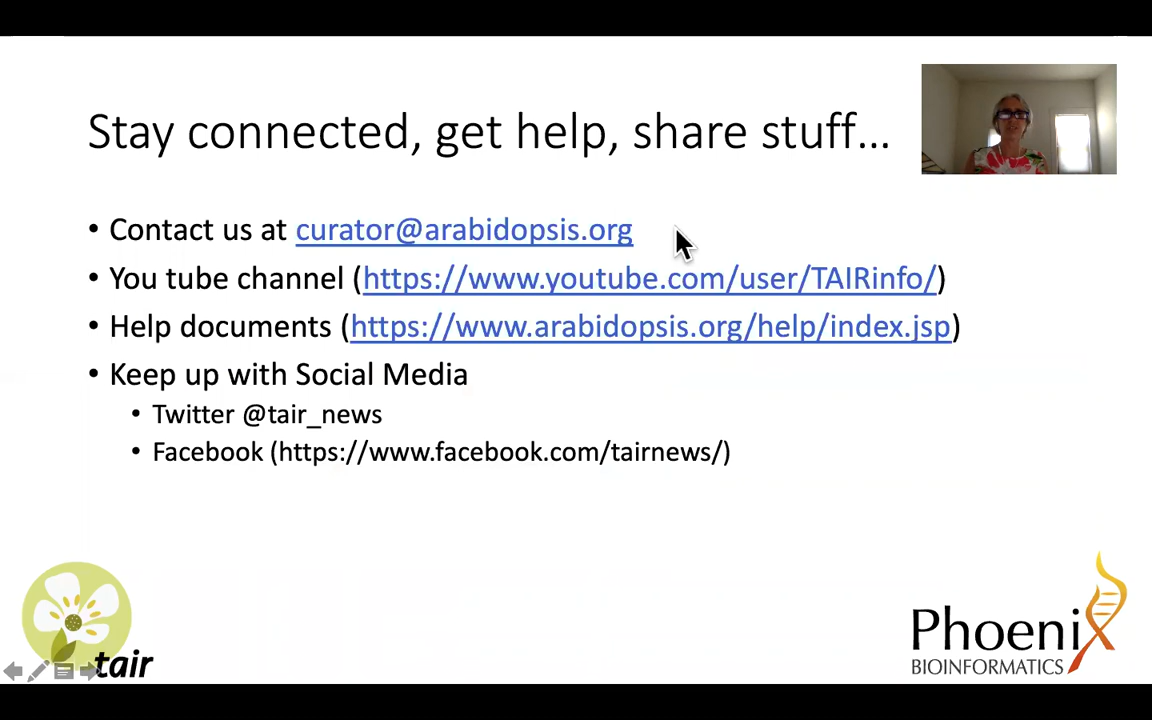 Stay connected, get help, share stuff...
• Contact us at curator@arabidopsis.org
• You tube channel (https://www.youtube.com/user/TAIRinfo/)
• Help documents (https://www.arabidopsis.org/help/index.jsp)
• Keep up with Social Media
• Twitter @tair_news
• Facebook (https://www.facebook.com/tairnews/)
tair
Phoenix
BIOINFORMATICS